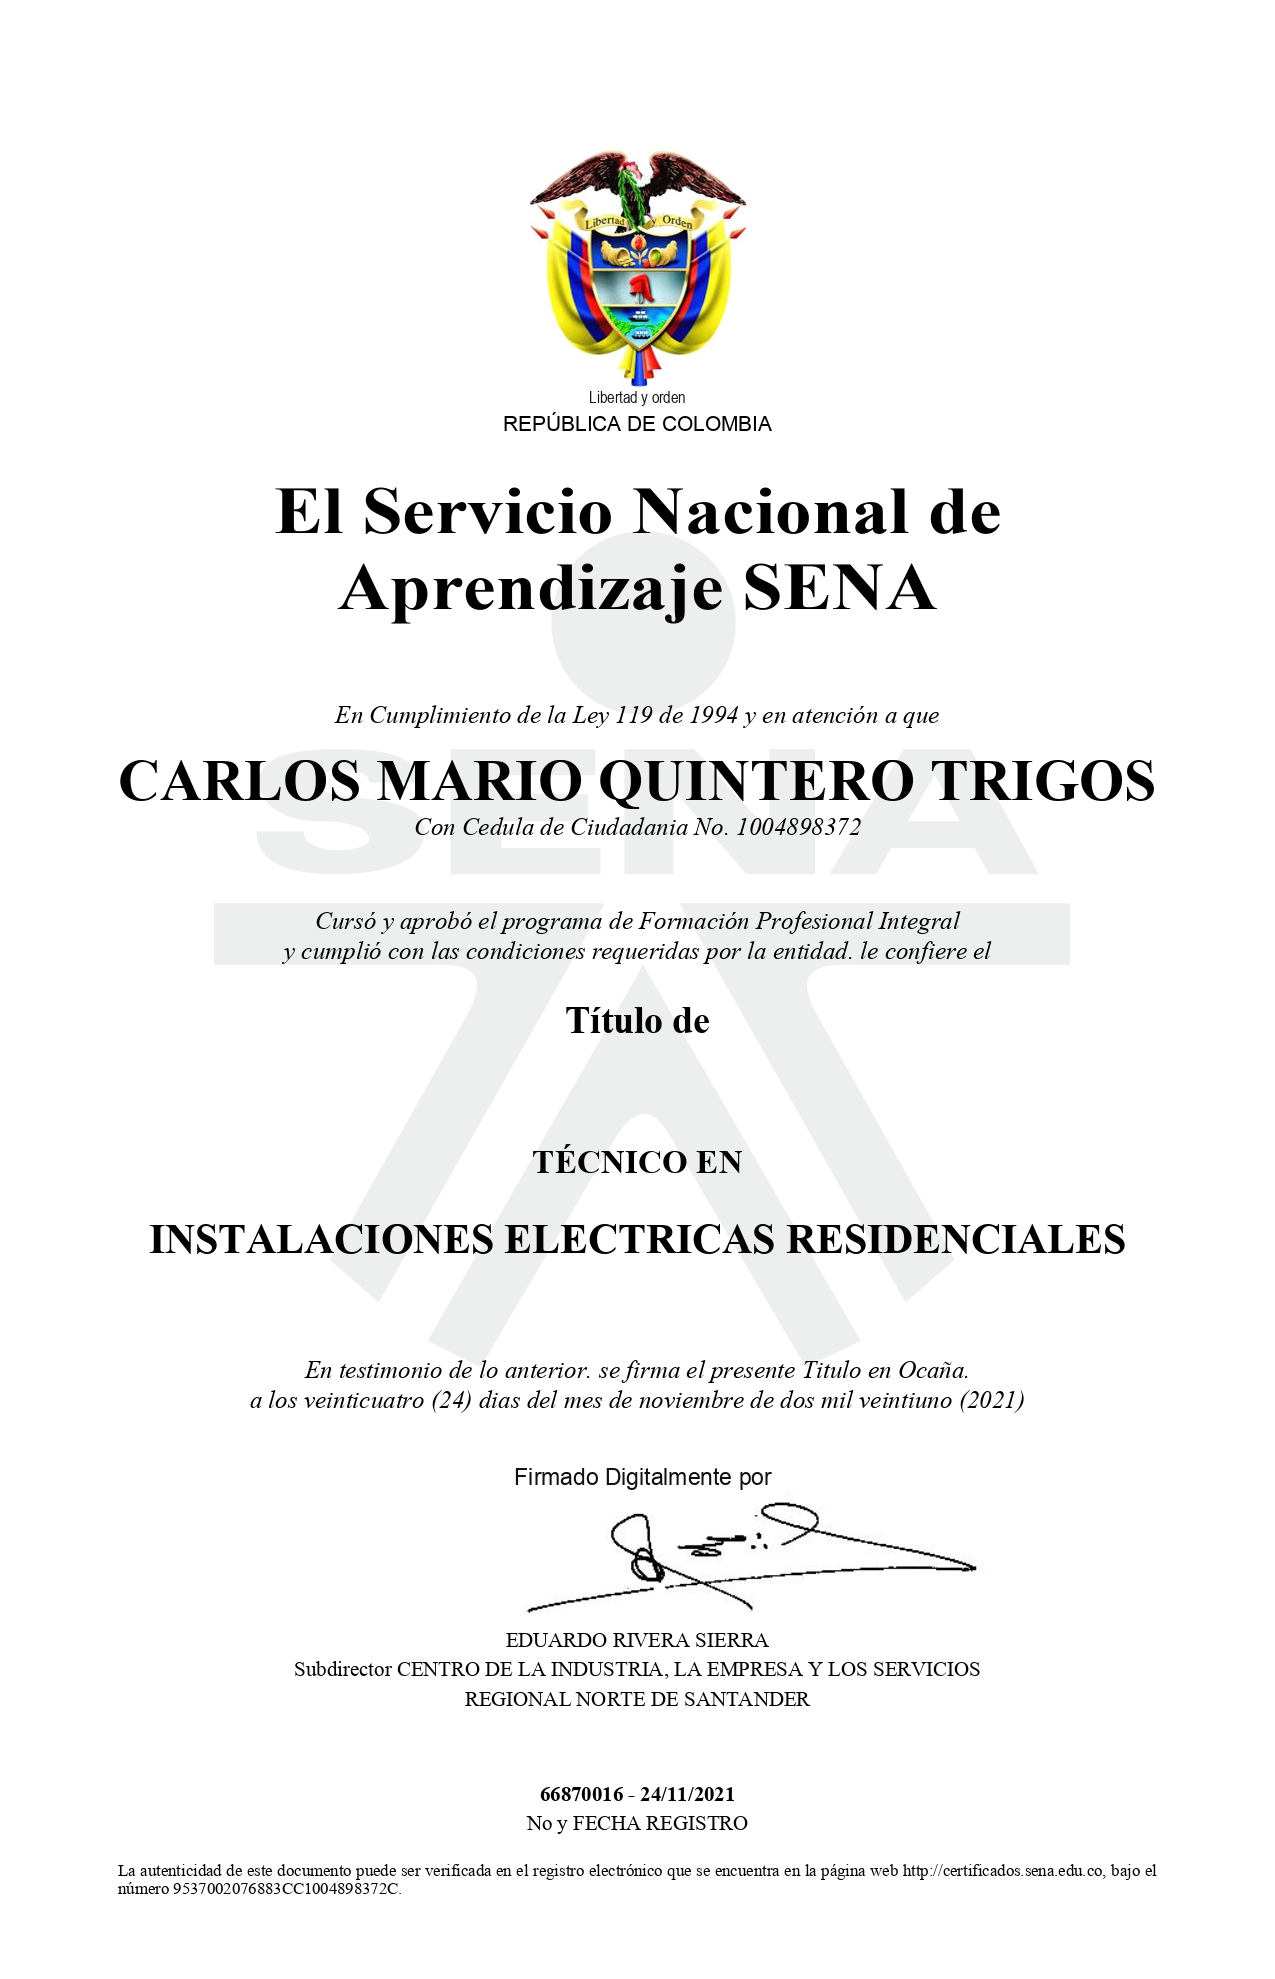 Libertad y Orden
Libertad y orden
REPÚBLICA DE COLOMBIA
El Servicio Nacional de
Aprendizaje SENA
En Cumplimiento de la Ley 119 de 1994 y en atención a que
SENA
CARLOS MARIO QUINTERO TRIGOS
Con Cedula de Ciudadania No. 1004898372
Cursó y aprobó el programa de Formación Profesional Integral
y cumplió con las condiciones requeridas por la entidad. le confiere el
Título de
TÉCNICO EN
INSTALACIONES ELECTRICAS RESIDENCIALES
En testimonio de lo anterior. se firma el presente Titulo en Ocaña.
a los veinticuatro (24) dias del mes de noviembre de dos mil veintiuno (2021)
Firmado Digitalmente por
EDUARDO RIVERA SIERRA
Subdirector CENTRO DE LA INDUSTRIA, LA EMPRESA Y LOS SERVICIOS
REGIONAL NORTE DE SANTANDER
66870016 - 24/11/2021
No y FECHA REGISTRO
La autenticidad de este documento puede ser verificada en el registro electrónico que se encuentra en la página web http://certificados.sena.edu.co, bajo el
número 9537002076883CC1004898372C.